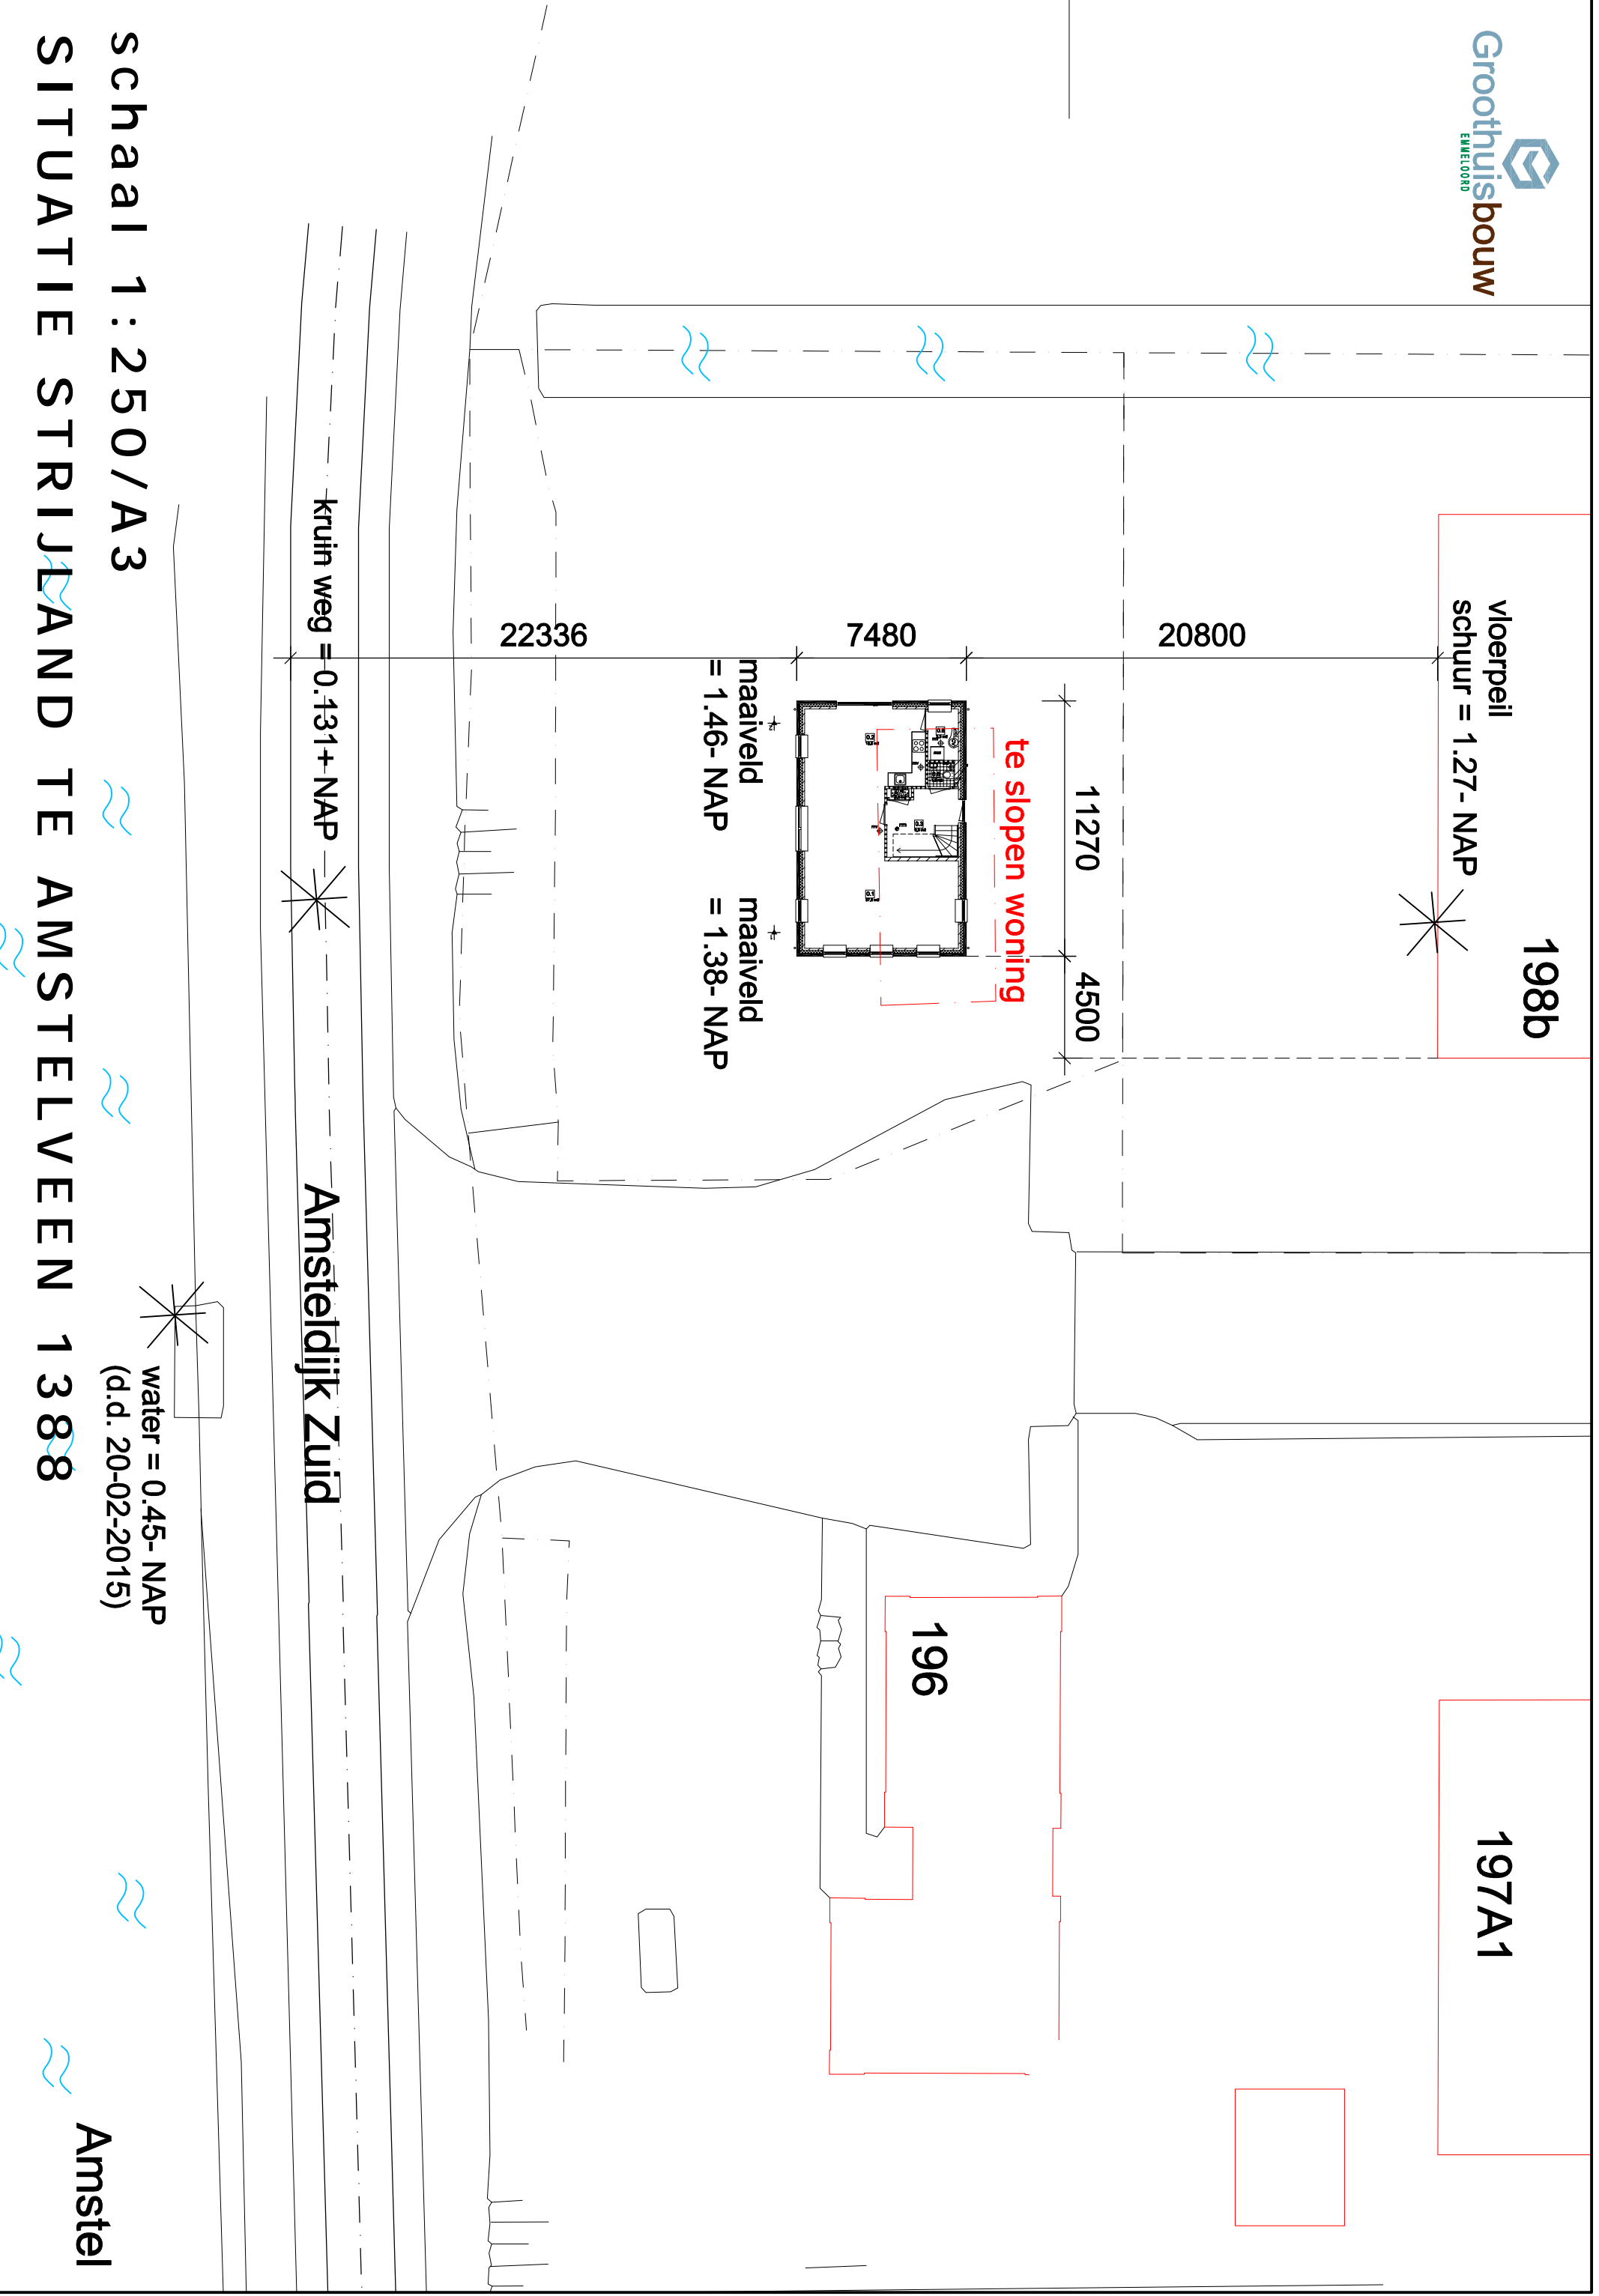 Groothuisbouw
EMMELOORD
198b
197A1
vloerpeil
schuur = 1.27- NAP
20800
11270
4500
te slopen woning
7480
196
maaiveld
= 1.46- NAP
maaiveld
= 1.38- NAP
22336
kruin weg = 0.131+ NAP
Amsteldijk Zuid
water = 0.45- NAP
(d.d. 20-02-2015)
Amstel
schaal 1:250/A3
SITUATIE STRIJLAND TE AMSTELVEEN 1388